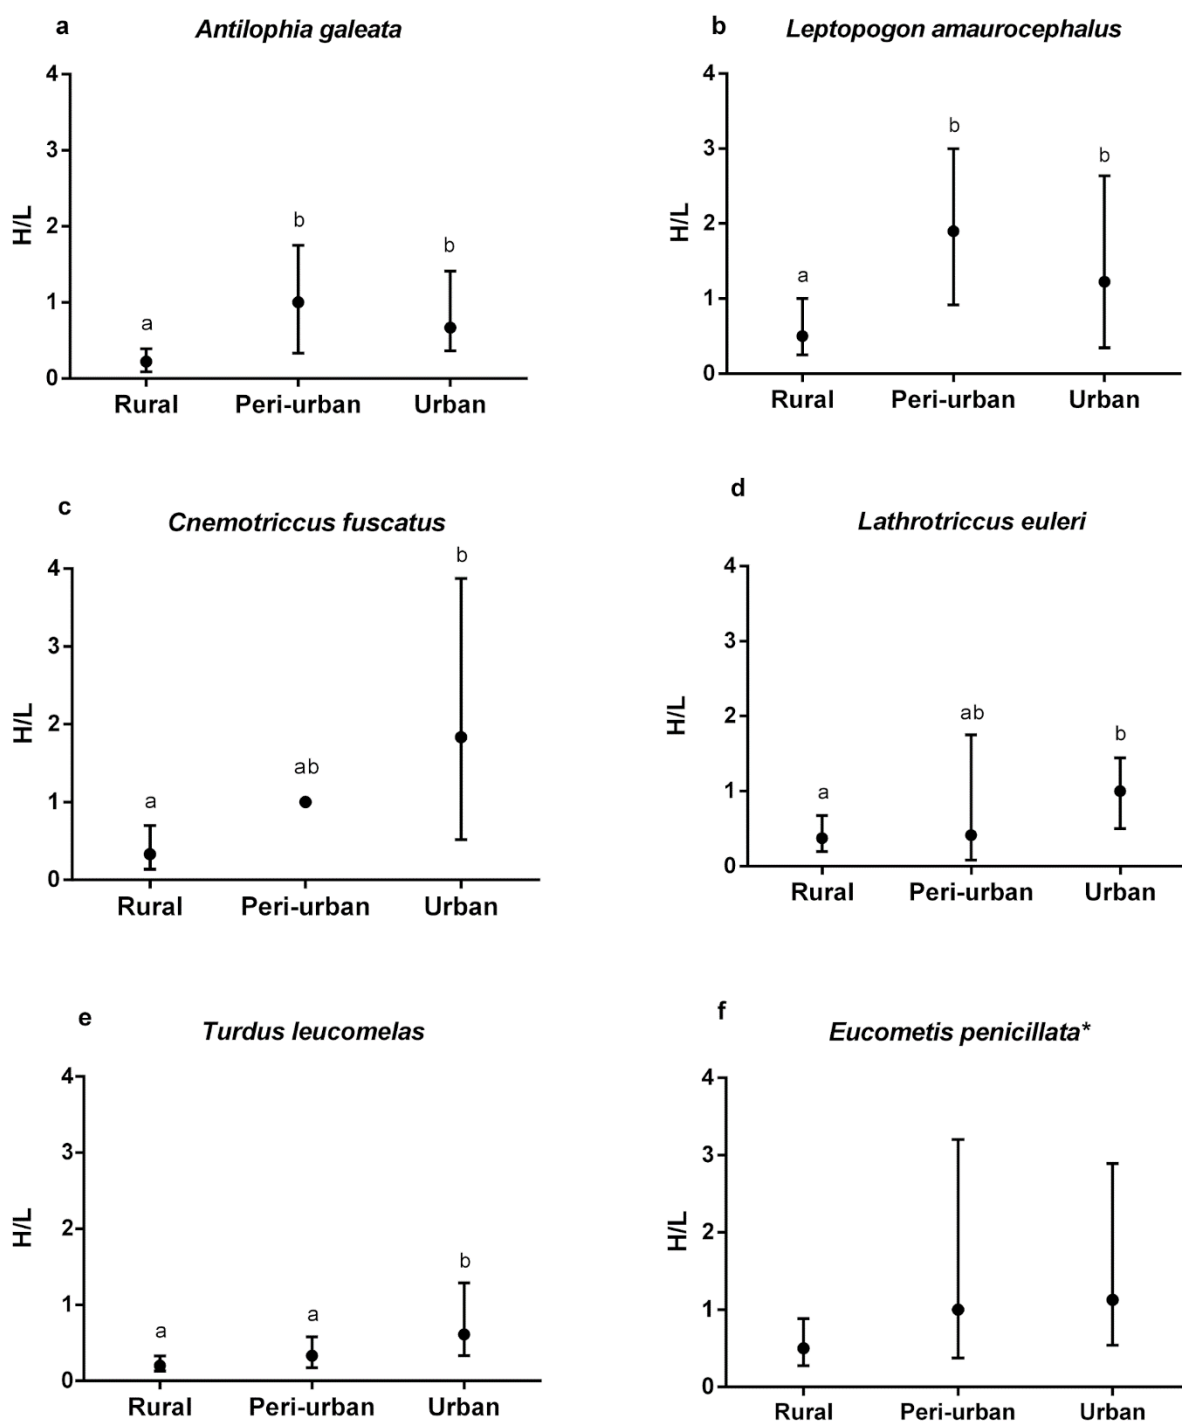 a
Antilophia galeata
4
3
2
1
0
H/L
a
b
b
Rural Peri-urban Urban
b
Leptopogon amaurocephalus
4
3
2
1
0
H/L
a
b
b
Rural Peri-urban Urban
c
Cnemotriccus fuscatus
4
3
2
1
0
H/L
a
ab
b
Rural Peri-urban Urban
d
Lathrotriccus euleri
4
3
2
1
0
H/L
a
ab
b
Rural Peri-urban Urban
e
Turdus leucomelas
4
3
2
1
0
H/L
a
a
b
Rural Peri-urban Urban
f
Eucometis penicillata*
4
3
2
1
0
H/L
Rural Peri-urban Urban